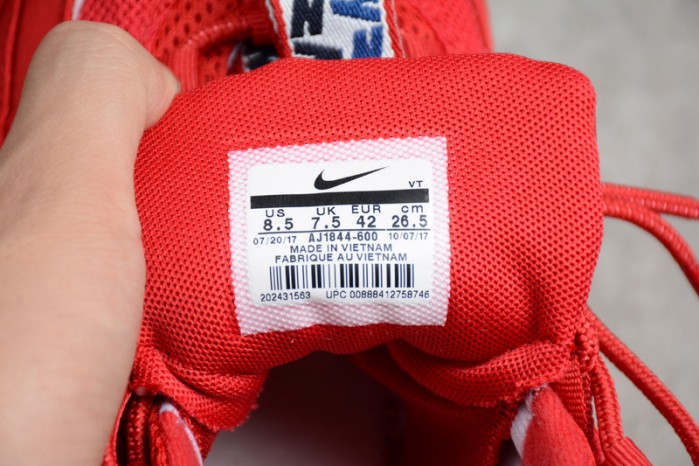 VT
US UK EUR cm
8.5 7.5 42 26.5
07/20/17 AJ1844-600 10/07/17
MADE IN VIETNAM
FABRIQUE AU VIETNAM
202431563 UPC 00888412758746